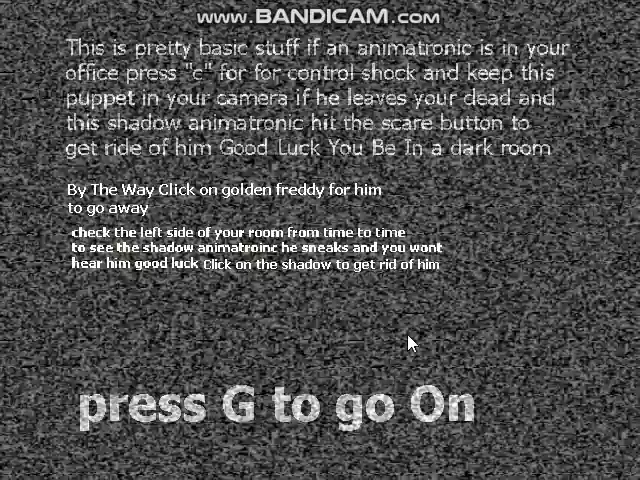 www.BANDICAM.com
This is pretty basic stuff if an animatronic is in your
office press "c" for for control shock and keep this
puppet in your camera if he leaves your dead and
this shadow animatronic hit the scare button to
get ride of him Good Luck You Be In a dark room
By The Way Click on golden freddy for him
to go away
check the left side of your room from time to time
to see the shadow animatroinc he sneaks and you wont
hear him good luck Click on the shadow to get rid of him
press G to go On